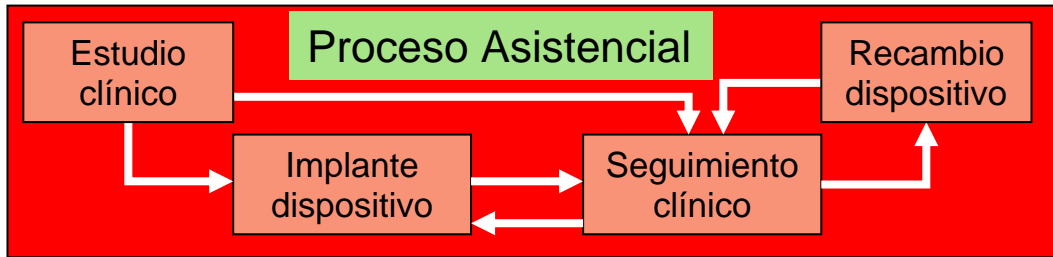 Proceso Asistencial
Estudio
clínico
Recambio
dispositivo
Implante
dispositivo
Seguimiento
clínico